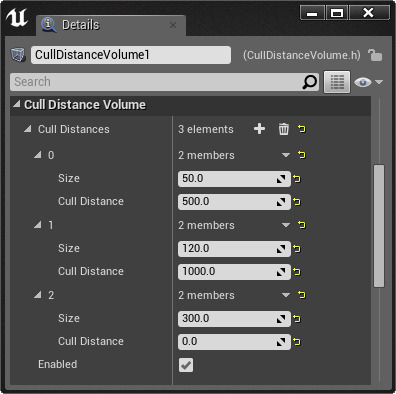 Details
CullDistanceVolume1 (CullDistanceVolume.h)
Search
Cull Distance Volume
Cull Distances 3 elements
0 2 members
Size 50.0
Cull Distance 500.0
1 2 members
Size 120.0
Cull Distance 1000.0
2 2 members
Size 300.0
Cull Distance 0.0
Enabled